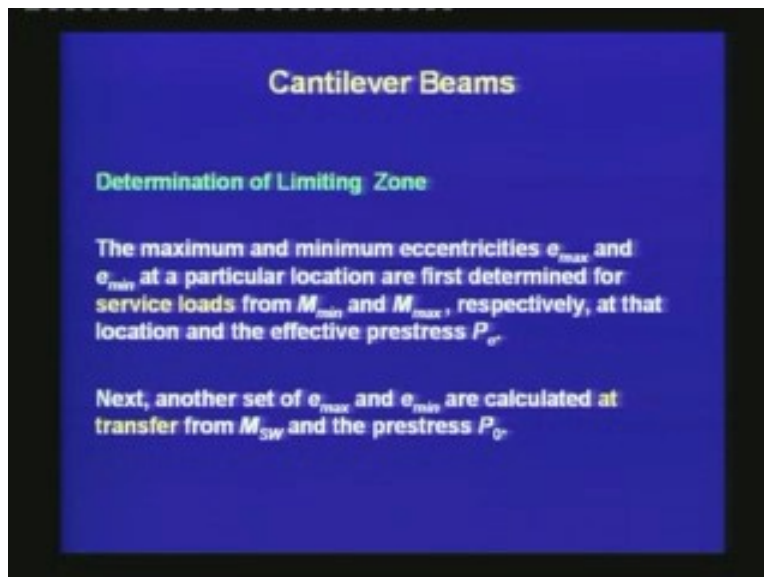 Cantilever Beams
Determination of Limiting Zone
The maximum and minimum eccentricities e_max and
e_min at a particular location are first determined for
service loads from M_min and M_max, respectively, at that
location and the effective prestress P_e.
Next, another set of e_max and e_min are calculated at
transfer from M_SW and the prestress P_0.